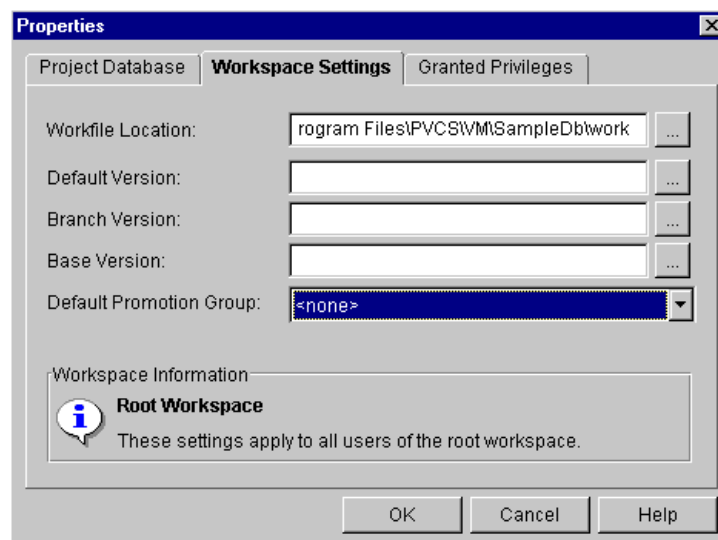 Properties
Project Database Workspace Settings Granted Privileges
Workfile Location: rogram Files\PVCS\VM\SampleDb\work ...
Default Version: ...
Branch Version: ...
Base Version: ...
Default Promotion Group: <none>
Workspace Information
Root Workspace
These settings apply to all users of the root workspace.
OK Cancel Help